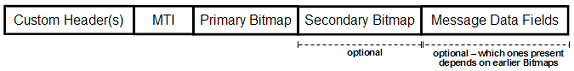 Custom Header(s) MTI Primary Bitmap Secondary Bitmap Message Data Fields
optional optional – which ones present
depends on earlier Bitmaps